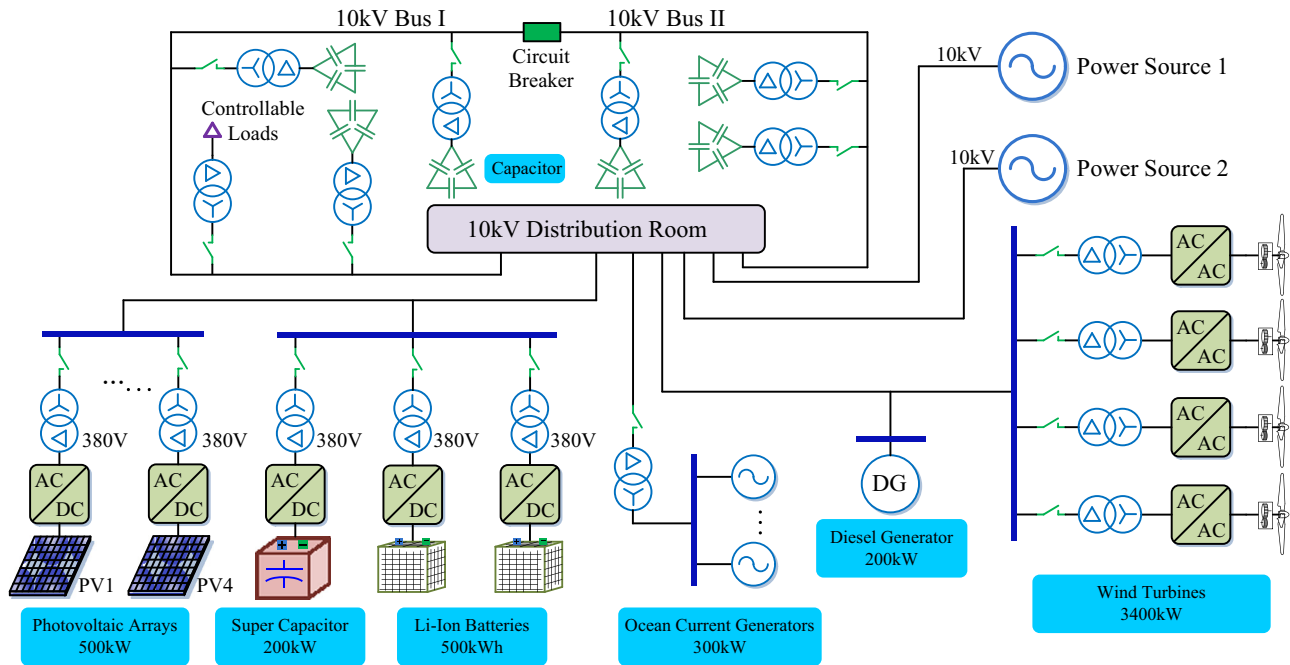 10kV Bus I
10kV Bus II
Circuit
Breaker
10kV
Power Source 1
Controllable
Loads
Capacitor
10kV
Power Source 2
10kV Distribution Room
AC
AC
AC
AC
AC
AC
AC
AC
380V
380V
380V
380V
380V
AC
DC
AC
DC
AC
DC
AC
DC
AC
DC
DG
PV1
PV4
+
-
+
-
+
-
Diesel Generator
200kW
Wind Turbines
3400kW
Photovoltaic Arrays
500kW
Super Capacitor
200kW
Li-Ion Batteries
500kWh
Ocean Current Generators
300kW